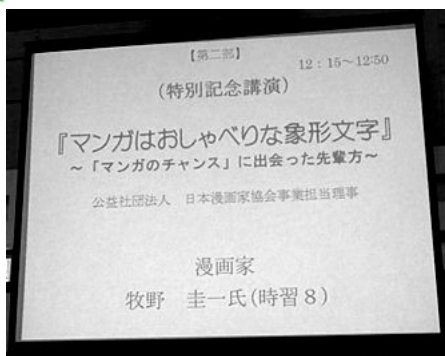 【第二部】
12：15～12:50
(特別記念講演)
『マンガはおしゃべりな象形文字』
～「マンガのチャンス」に出会った先輩方～
公益社団法人　日本漫画家協会事業担当理事
漫画家
牧野　圭一氏(時習８)